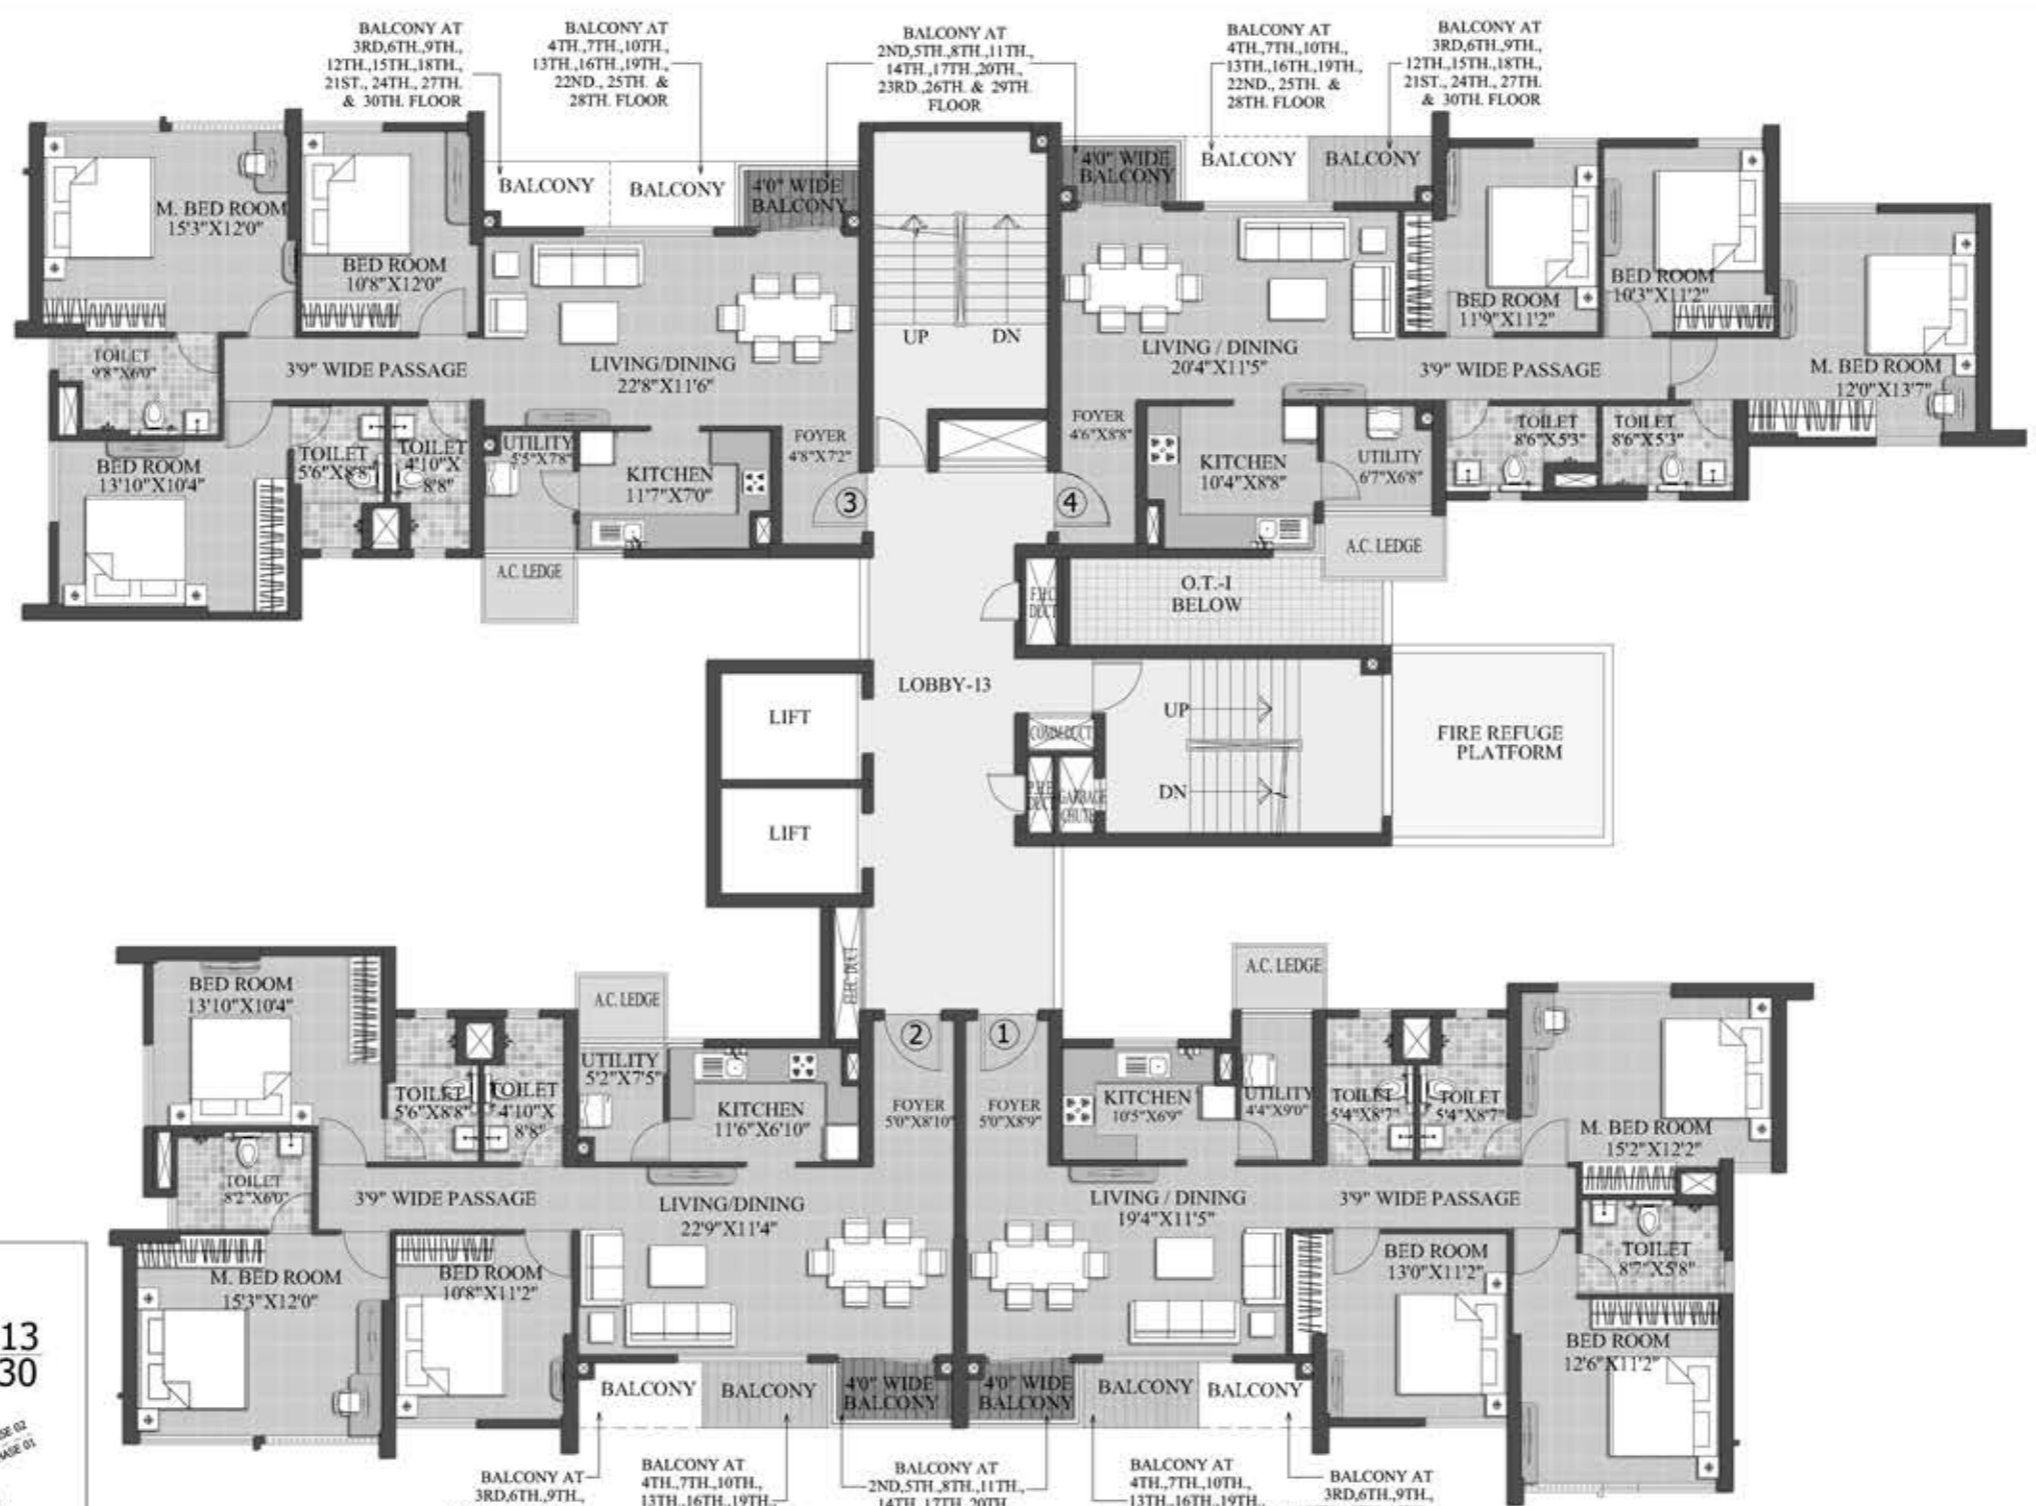 BALCONY AT
3RD,6TH.,9TH.,
12TH.,15TH.,18TH.,
21ST., 24TH., 27TH.
& 30TH. FLOOR
BALCONY AT
4TH.,7TH.,10TH.,
13TH.,16TH.,19TH.,
22ND., 25TH. &
28TH. FLOOR
BALCONY AT
2ND,5TH.,8TH.,11TH.,
14TH.,17TH.,20TH.,
23RD.,26TH. & 29TH.
FLOOR
BALCONY AT
4TH.,7TH.,10TH.,
13TH.,16TH.,19TH.,
22ND., 25TH. &
28TH. FLOOR
BALCONY AT
3RD,6TH.,9TH.,
12TH.,15TH.,18TH.,
21ST., 24TH., 27TH.
& 30TH. FLOOR
M. BED ROOM
15'3"X12'0"
BED ROOM
10'8"X12'0"
BALCONY
BALCONY
4'0" WIDE
BALCONY
LIVING/DINING
22'8"X11'6"
3'9" WIDE PASSAGE
TOILET
9'8"X6'0"
BED ROOM
13'10"X10'4"
TOILET
5'6"X8'8"
TOILET
4'10"X
8'8"
UTILITY
5'5"X7'8"
KITCHEN
11'7"X7'0"
FOYER
4'8"X7'2"
3
A.C. LEDGE
UP
DN
4'0" WIDE
BALCONY
BALCONY
BALCONY
LIVING / DINING
20'4"X11'5"
BED ROOM
11'9"X11'2"
BED ROOM
10'3"X11'2"
M. BED ROOM
12'0"X13'7"
3'9" WIDE PASSAGE
FOYER
4'6"X8'8"
4
KITCHEN
10'4"X8'8"
UTILITY
6'7"X6'8"
TOILET
8'6"X5'3"
TOILET
8'6"X5'3"
A.C. LEDGE
O.T.-I
BELOW
DUCT
LOBBY-13
LIFT
LIFT
UP
DN
DUCT
GARBAGE
CHUTE
FIRE REFUGE
PLATFORM
ELEC DUCT
BED ROOM
13'10"X10'4"
TOILET
5'6"X8'8"
TOILET
4'10"X
8'8"
A.C. LEDGE
UTILITY
5'2"X7'5"
KITCHEN
11'6"X6'10"
2
FOYER
5'0"X8'10"
TOILET
8'2"X6'0"
3'9" WIDE PASSAGE
LIVING/DINING
22'9"X11'4"
M. BED ROOM
15'3"X12'0"
BED ROOM
10'8"X11'2"
BALCONY
BALCONY
4'0" WIDE
BALCONY
1
FOYER
5'0"X8'9"
KITCHEN
10'5"X6'9"
A.C. LEDGE
UTILITY
4'4"X9'0"
TOILET
5'4"X8'7"
TOILET
5'4"X8'7"
M. BED ROOM
15'2"X12'2"
LIVING / DINING
19'4"X11'5"
3'9" WIDE PASSAGE
TOILET
8'7"X5'8"
BED ROOM
13'0"X11'2"
BED ROOM
12'6"X11'2"
4'0" WIDE
BALCONY
BALCONY
BALCONY
13
30
BALCONY AT
3RD,6TH.,9TH.,
BALCONY AT
4TH.,7TH.,10TH.,
13TH.,16TH.,19TH.,
BALCONY AT
2ND,5TH.,8TH.,11TH.,
14TH.,17TH.,20TH.,
BALCONY AT
4TH.,7TH.,10TH.,
13TH.,16TH.,19TH.,
BALCONY AT
3RD,6TH.,9TH.,